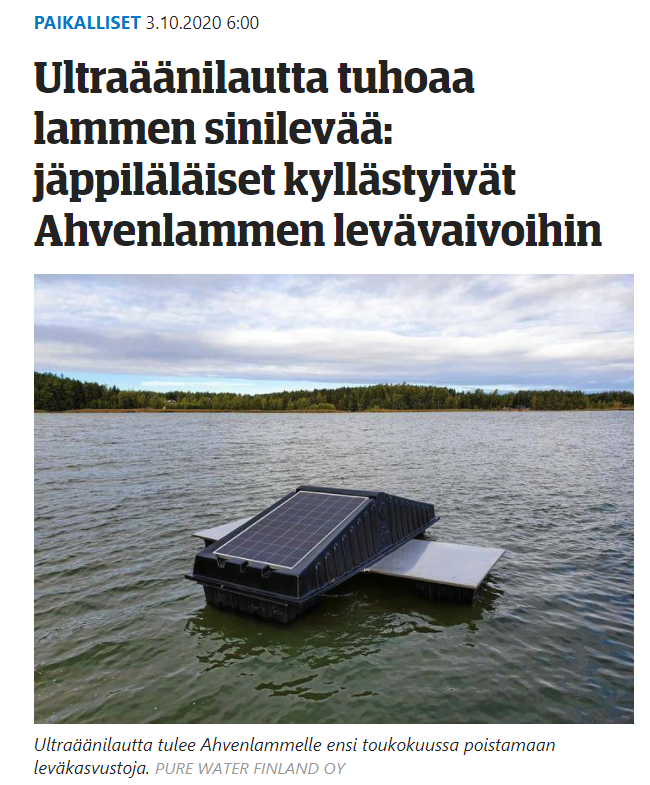 PAIKALLISET 3.10.2020 6:00
Ultraäänilautta tuhoaa
lammen sinilevää:
jäppiläläiset kyllästyivät
Ahvenlammen levävaivoihin
Ultraäänilautta tulee Ahvenlammelle ensi toukokuussa poistamaan
leväkasvustoja. PURE WATER FINLAND OY